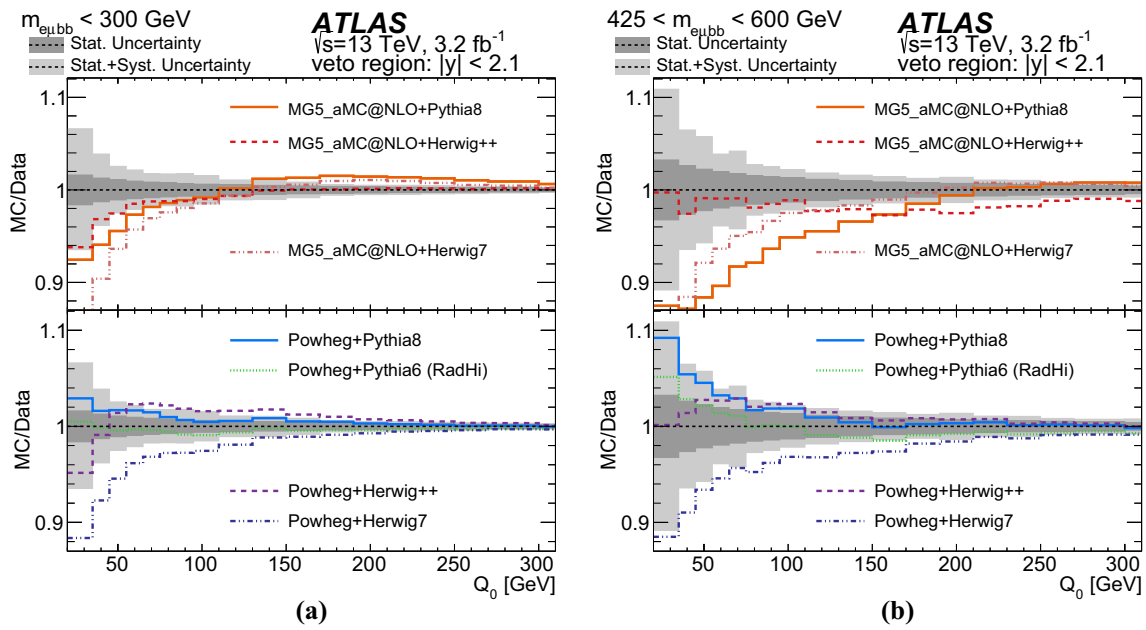 m_eμbb < 300 GeV
Stat. Uncertainty
Stat.+Syst. Uncertainty
ATLAS
√s=13 TeV, 3.2 fb⁻¹
veto region: |y| < 2.1
MC/Data
1.1
1
0.9
MG5_aMC@NLO+Pythia8
MG5_aMC@NLO+Herwig++
MG5_aMC@NLO+Herwig7
MC/Data
1.1
1
0.9
Powheg+Pythia8
Powheg+Pythia6 (RadHi)
Powheg+Herwig++
Powheg+Herwig7
50 100 150 200 250 300
Q₀ [GeV]
(a)
425 < m_eμbb < 600 GeV
Stat. Uncertainty
Stat.+Syst. Uncertainty
ATLAS
√s=13 TeV, 3.2 fb⁻¹
veto region: |y| < 2.1
MC/Data
1.1
1
0.9
MG5_aMC@NLO+Pythia8
MG5_aMC@NLO+Herwig++
MG5_aMC@NLO+Herwig7
MC/Data
1.1
1
0.9
Powheg+Pythia8
Powheg+Pythia6 (RadHi)
Powheg+Herwig++
Powheg+Herwig7
50 100 150 200 250 300
Q₀ [GeV]
(b)